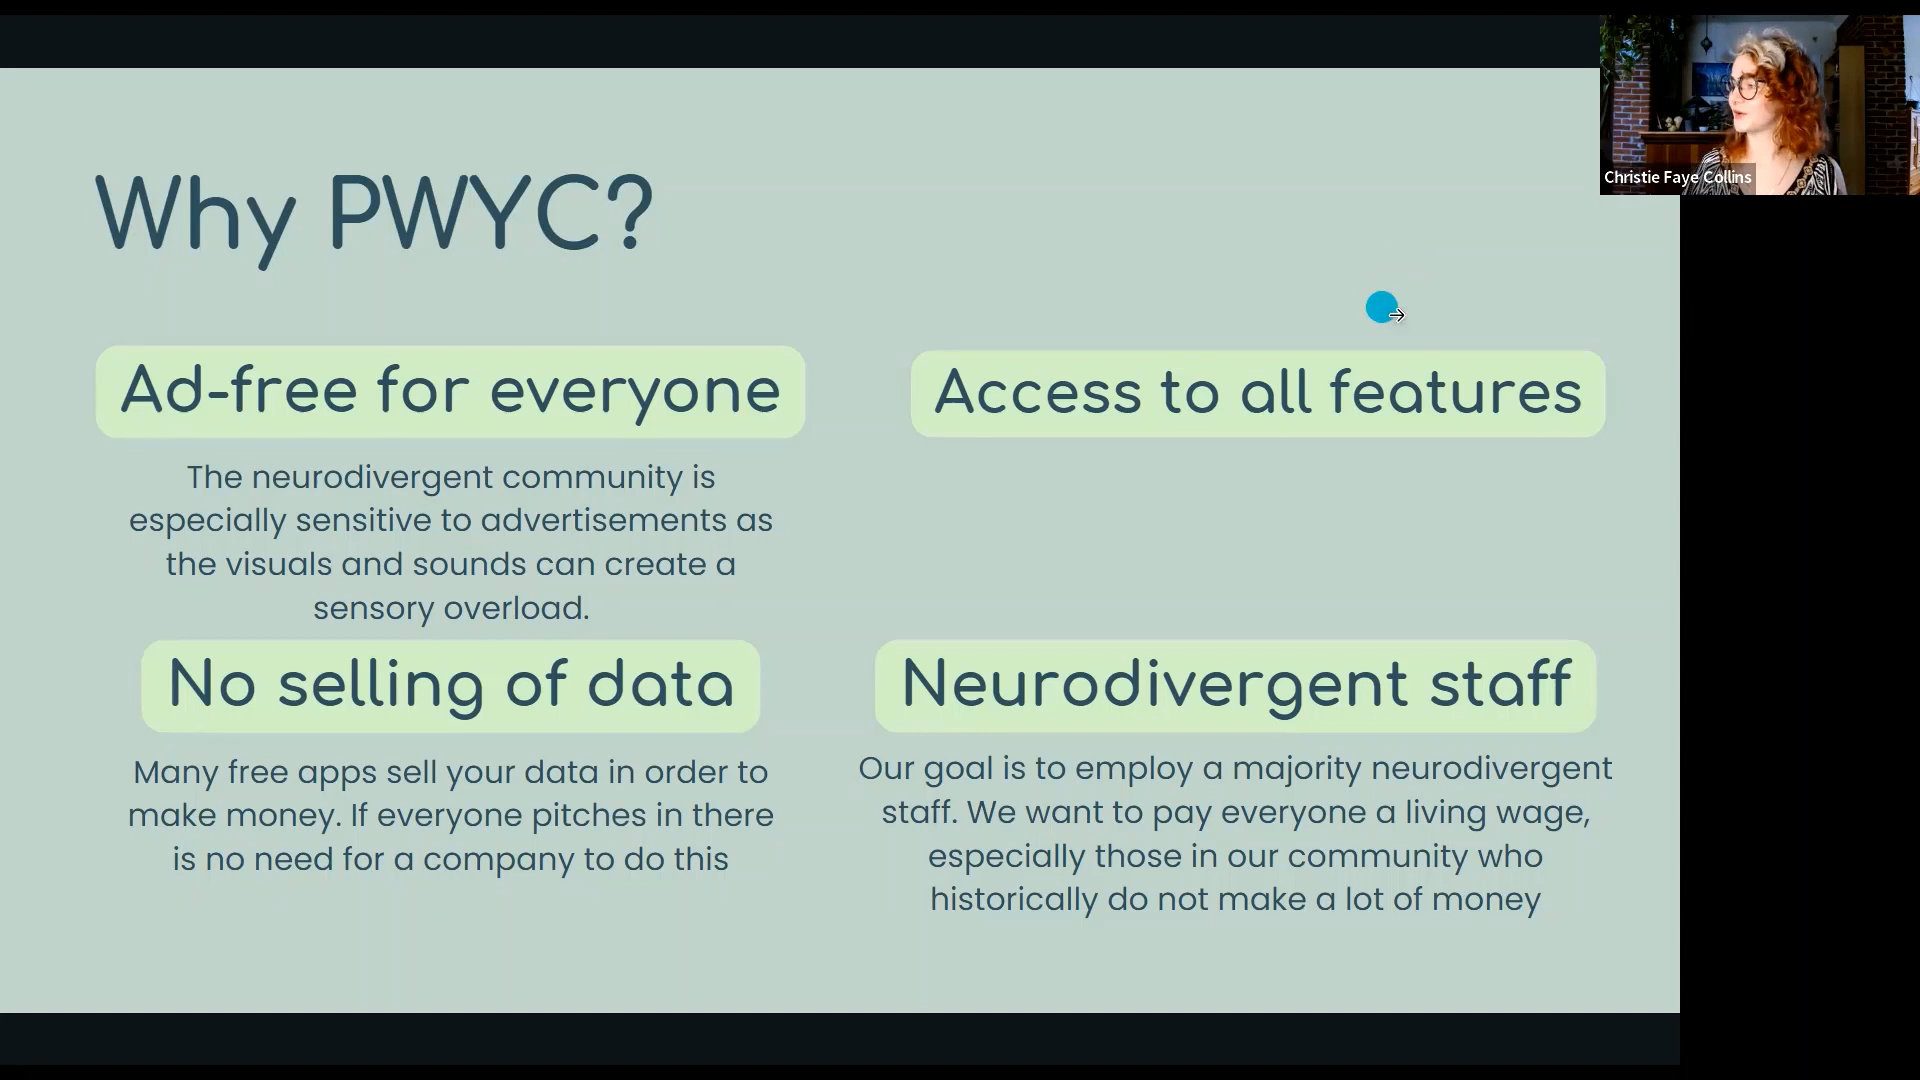 Why PWYC?
Ad-free for everyone
The neurodivergent community is
especially sensitive to advertisements as
the visuals and sounds can create a
sensory overload.
Access to all features
No selling of data
Many free apps sell your data in order to
make money. If everyone pitches in there
is no need for a company to do this
Neurodivergent staff
Our goal is to employ a majority neurodivergent
staff. We want to pay everyone a living wage,
especially those in our community who
historically do not make a lot of money
Christie Faye Collins